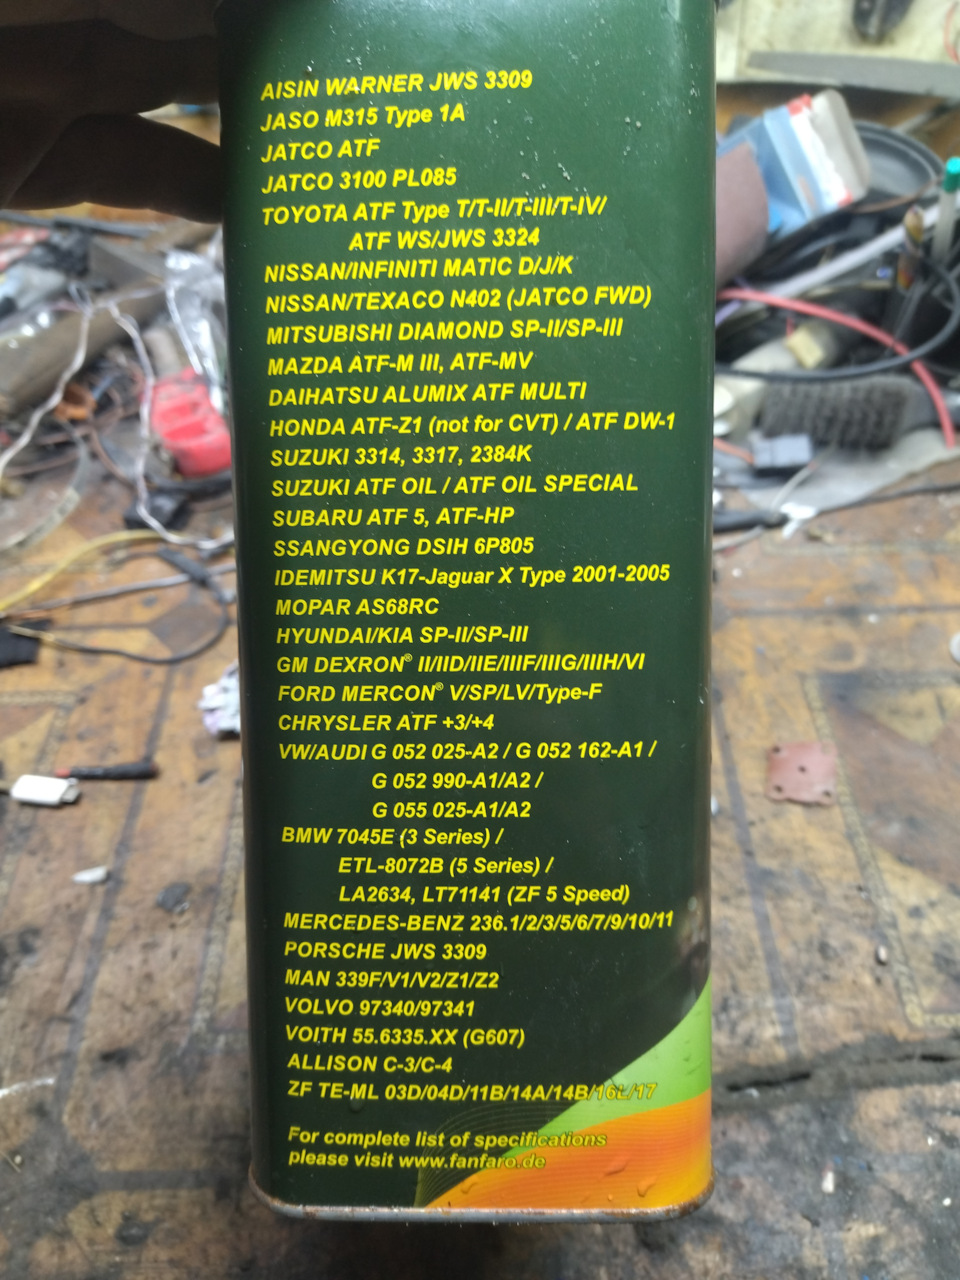 AISIN WARNER JWS 3309
JASO M315 Type 1A
JATCO ATF
JATCO 3100 PL085
TOYOTA ATF Type T/T-II/T-III/T-IV/
ATF WS/JWS 3324
NISSAN/INFINITI MATIC D/J/K
NISSAN/TEXACO N402 (JATCO FWD)
MITSUBISHI DIAMOND SP-II/SP-III
MAZDA ATF-M III, ATF-MV
DAIHATSU ALUMIX ATF MULTI
HONDA ATF-Z1 (not for CVT) / ATF DW-1
SUZUKI 3314, 3317, 2384K
SUZUKI ATF OIL / ATF OIL SPECIAL
SUBARU ATF 5, ATF-HP
SSANGYONG DSIH 6P805
IDEMITSU K17-Jaguar X Type 2001-2005
MOPAR AS68RC
HYUNDAI/KIA SP-II/SP-III
GM DEXRON® II/IID/IIE/IIIF/IIIG/IIIH/VI
FORD MERCON® V/SP/LV/Type-F
CHRYSLER ATF +3/+4
VW/AUDI G 052 025-A2 / G 052 162-A1 /
G 052 990-A1/A2 /
G 055 025-A1/A2
BMW 7045E (3 Series) /
ETL-8072B (5 Series) /
LA2634, LT71141 (ZF 5 Speed)
MERCEDES-BENZ 236.1/2/3/5/6/7/9/10/11
PORSCHE JWS 3309
MAN 339F/V1/V2/Z1/Z2
VOLVO 97340/97341
VOITH 55.6335.XX (G607)
ALLISON C-3/C-4
ZF TE-ML 03D/04D/11B/14A/14B/16L/17
For complete list of specifications
please visit www.fanfaro.de